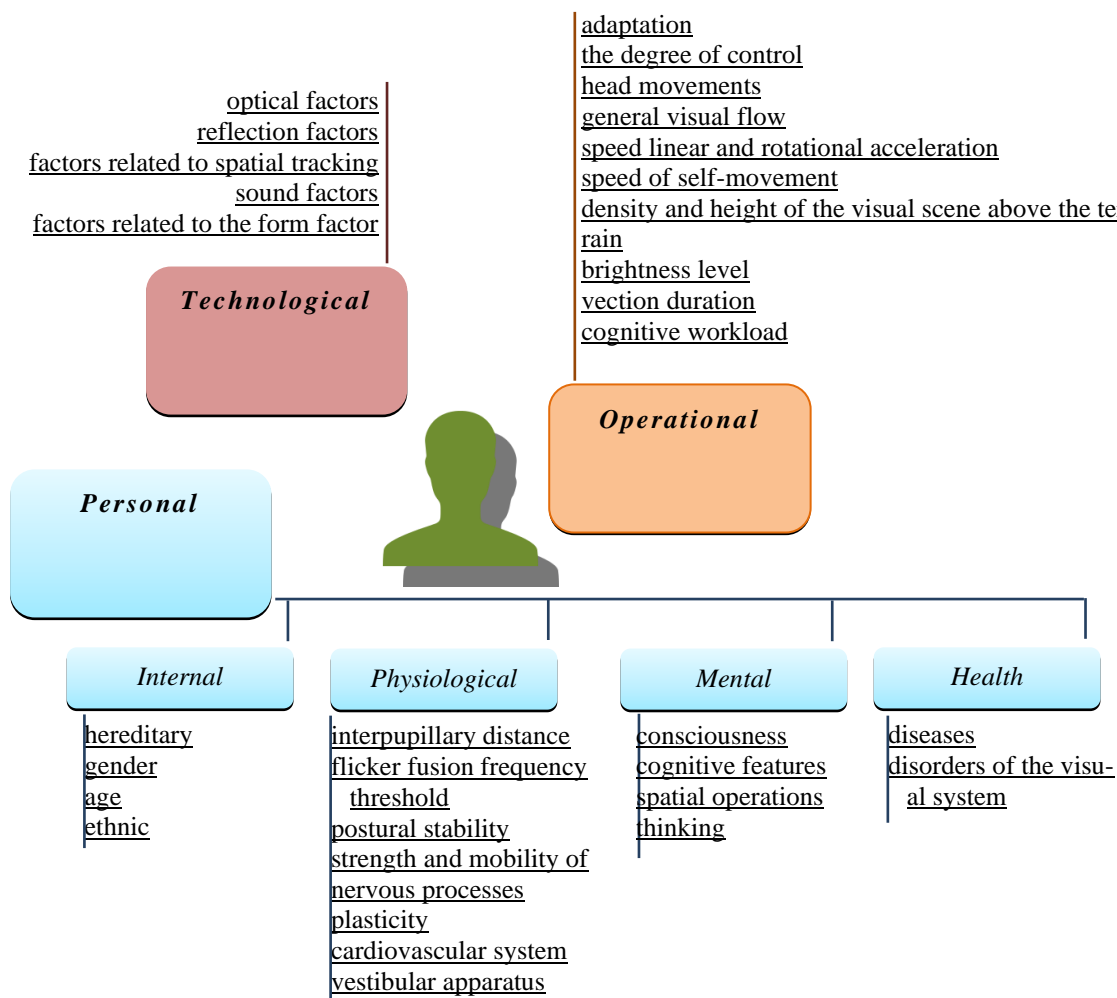 optical factors
reflection factors
factors related to spatial tracking
sound factors
factors related to the form factor
Technological
adaptation
the degree of control
head movements
general visual flow
speed linear and rotational acceleration
speed of self-movement
density and height of the visual scene above the te
rain
brightness level
vection duration
cognitive workload
Operational
Personal
Internal
hereditary
gender
age
ethnic
Physiological
interpupillary distance
flicker fusion frequency
threshold
postural stability
strength and mobility of
nervous processes
plasticity
cardiovascular system
vestibular apparatus
Mental
consciousness
cognitive features
spatial operations
thinking
Health
diseases
disorders of the visu-
al system